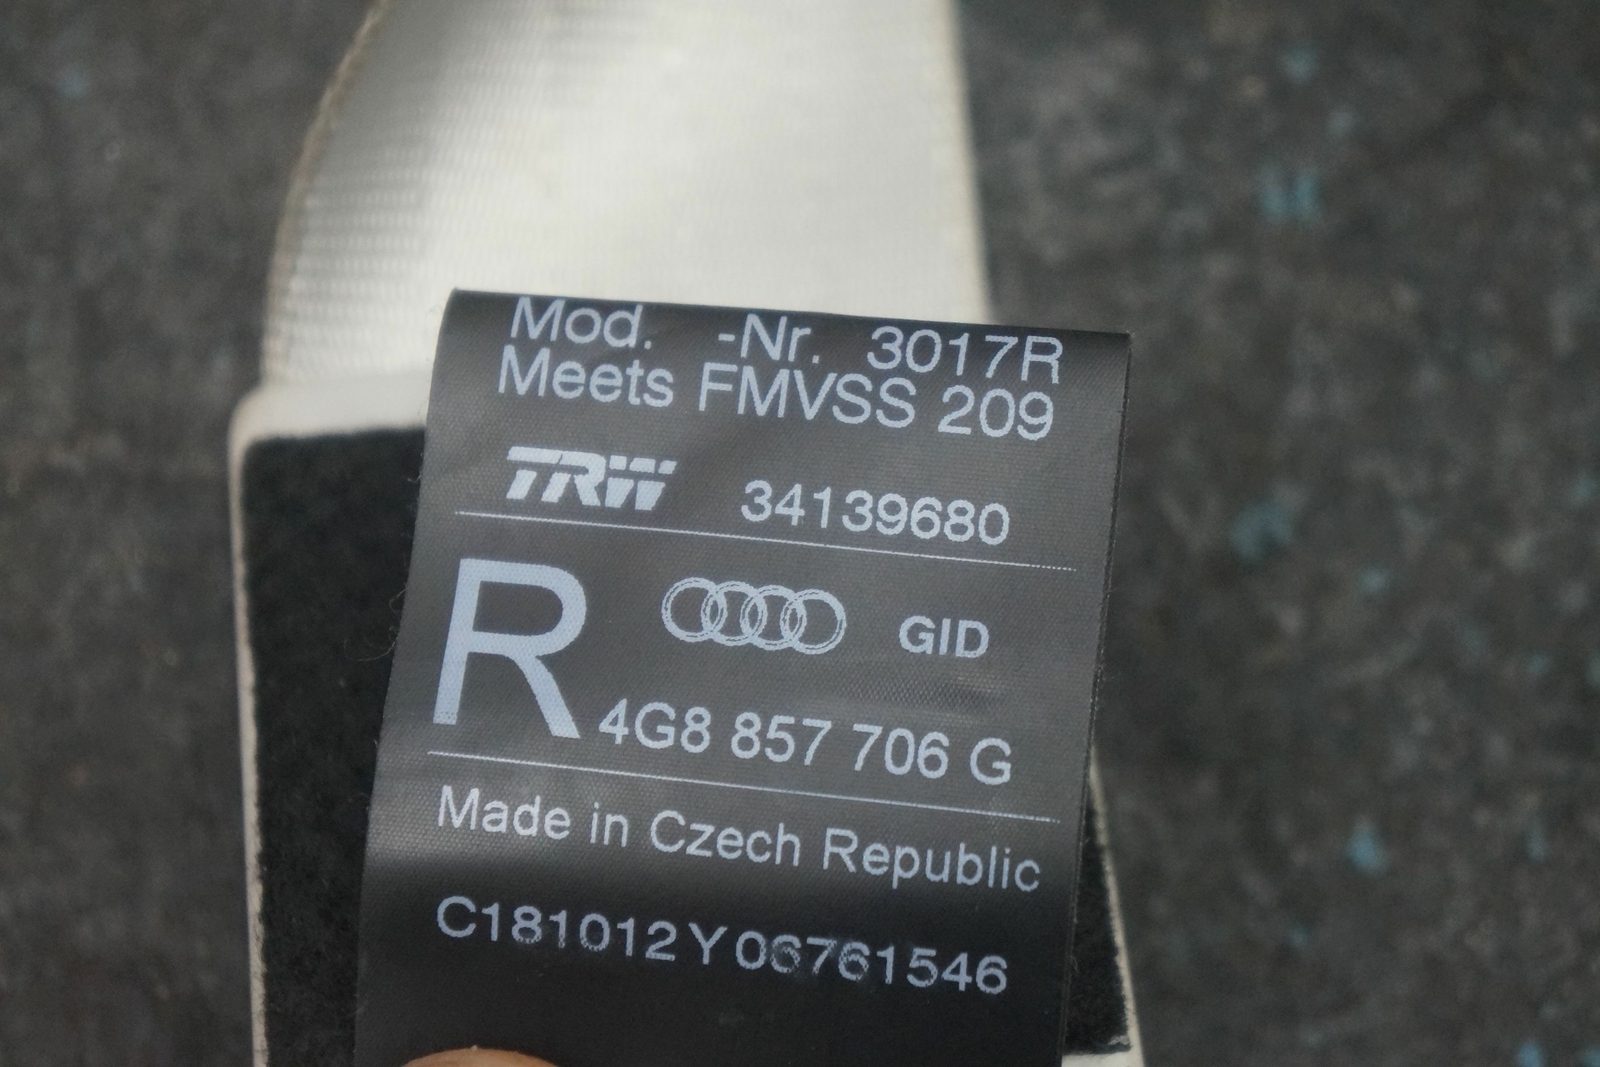 Mod. -Nr. 3017R
Meets FMVSS 209
TRW 34139680
R GID
4G8 857 706 G
Made in Czech Republic
C181012Y06761546